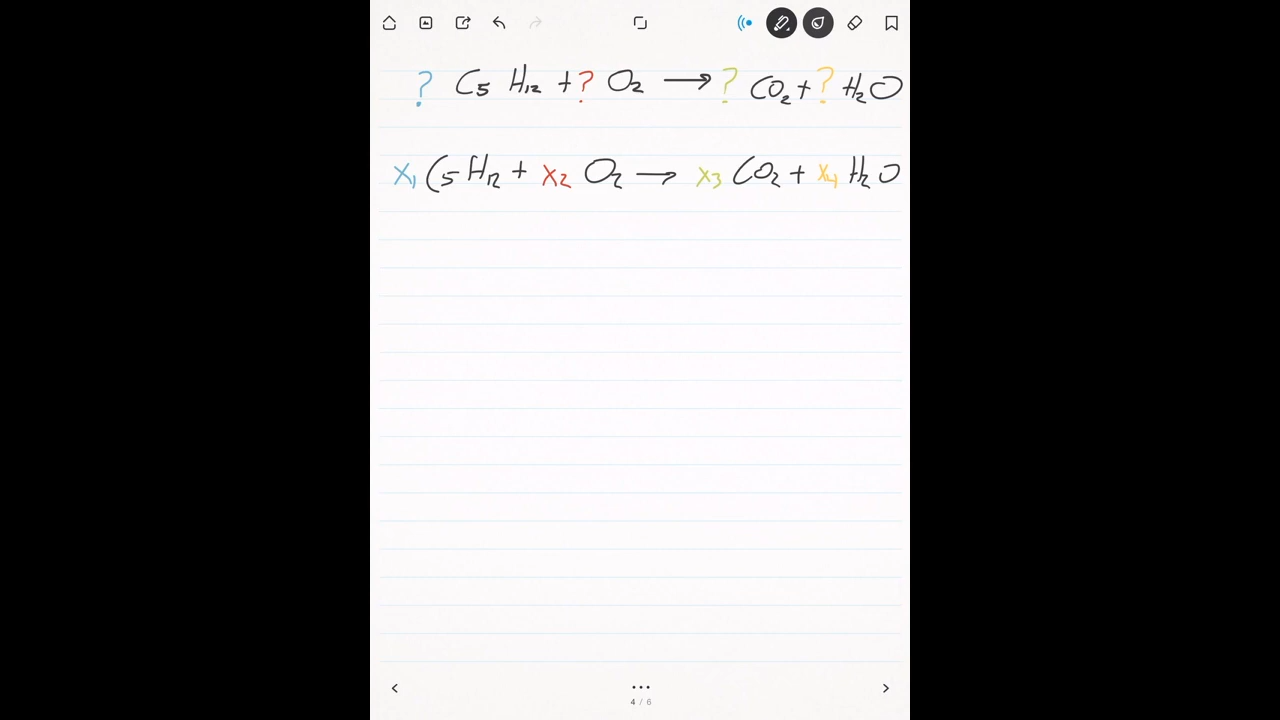 ? C₅ H₁₂ + ? O₂ ⟶ ? CO₂ + ? H₂O
x₁ C₅ H₁₂ + x₂ O₂ ⟶ x₃ CO₂ + x₄ H₂O
4 / 6